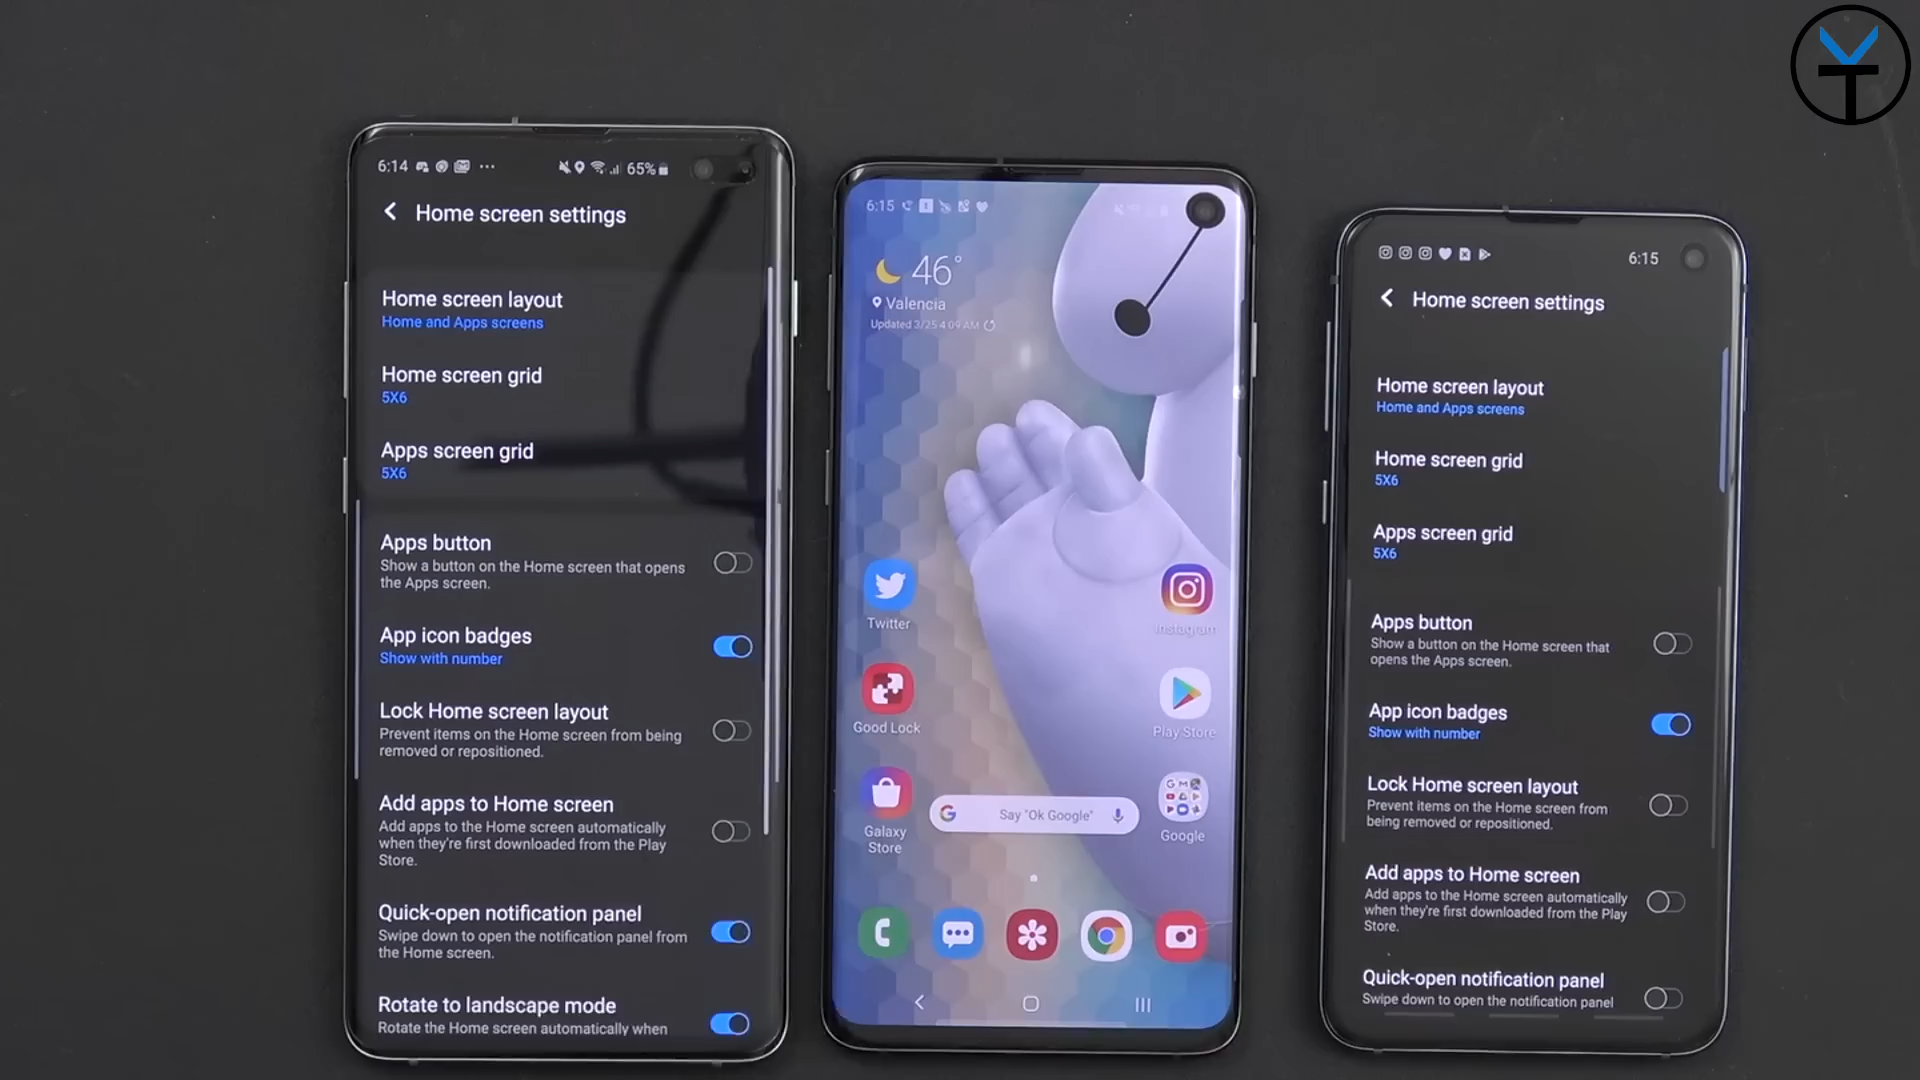 6:14
65%
Home screen settings
Home screen layout
Home and Apps screens
Home screen grid
5X6
Apps screen grid
5X6
Apps button
Show a button on the Home screen that opens
the Apps screen.
App icon badges
Show with number
Lock Home screen layout
Prevent items on the Home screen from being
removed or repositioned.
Add apps to Home screen
Add apps to the Home screen automatically
when they're first downloaded from the Play
Store.
Quick-open notification panel
Swipe down to open the notification panel from
the Home screen.
Rotate to landscape mode
Rotate the Home screen automatically when
6:15
46°
Valencia
Updated 3/25 4:09 AM
Twitter
Instagram
Good Lock
Play Store
G Say "Ok Google"
Galaxy
Store
Google
6:15
Home screen settings
Home screen layout
Home and Apps screens
Home screen grid
5X6
Apps screen grid
5X6
Apps button
Show a button on the Home screen that
opens the Apps screen.
App icon badges
Show with number
Lock Home screen layout
Prevent items on the Home screen from
being removed or repositioned.
Add apps to Home screen
Add apps to the Home screen automatically
when they're first downloaded from the Play
Store.
Quick-open notification panel
Swipe down to open the notification panel
YT